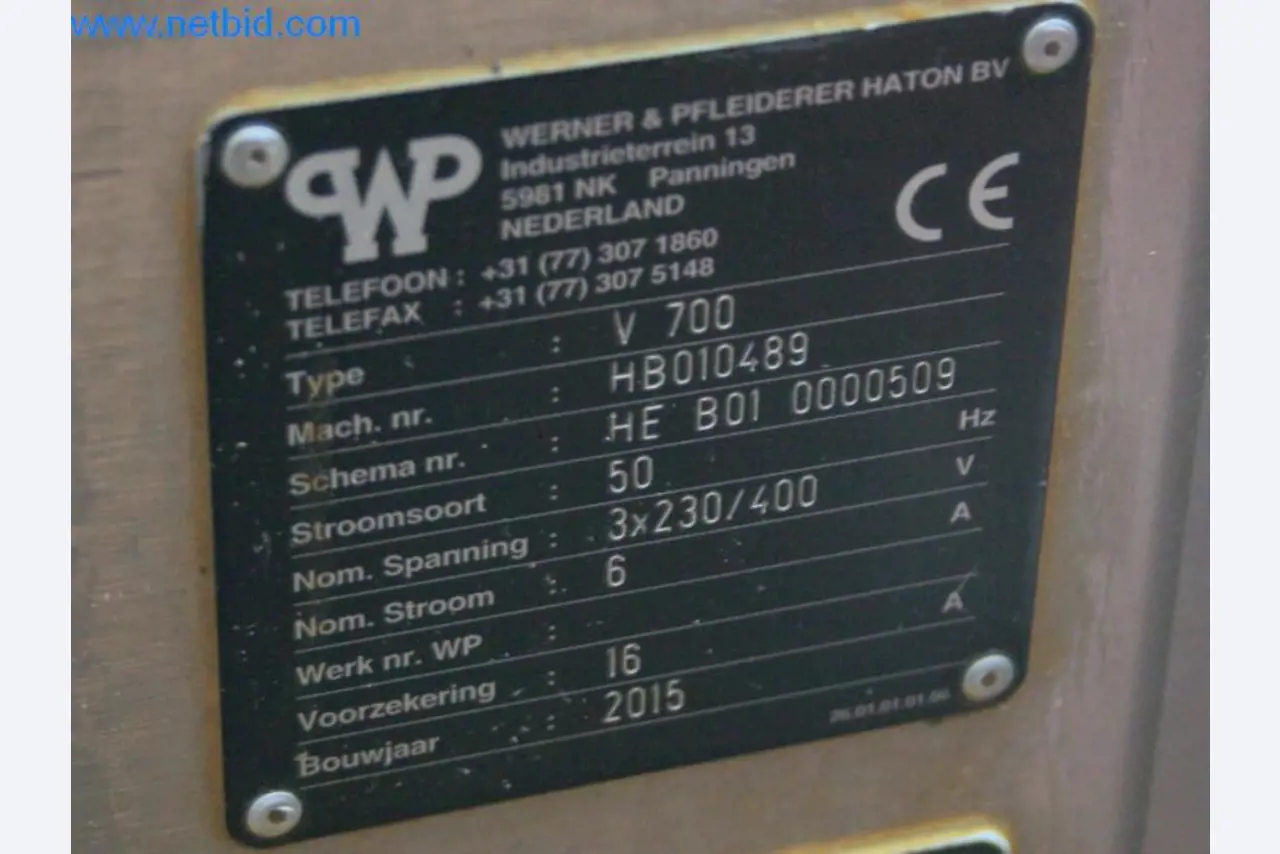 www.netbid.com
WP
WERNER & PFLEIDERER HATON BV
Industrieterrein 13
5981 NK Panningen
NEDERLAND
CE
TELEFOON : +31 (77) 307 1860
TELEFAX : +31 (77) 307 5148
Type : V 700
Mach. nr. : HB010489
Schema nr. : HE B01 0000509
Stroomsoort : 50 Hz
Nom. Spanning : 3x230/400 V
Nom. Stroom : 6 A
Werk nr. WP :
Voorzekering : 16 A
Bouwjaar : 2015